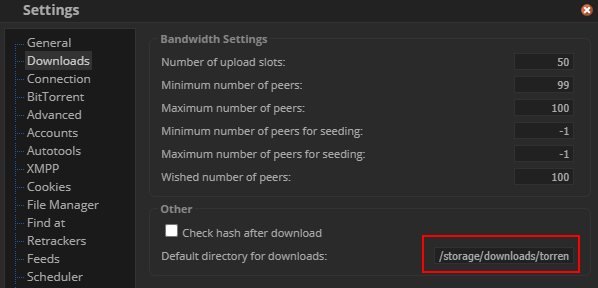 Settings
General
Downloads
Connection
BitTorrent
Advanced
Accounts
Autotools
XMPP
Cookies
File Manager
Find at
Retrackers
Feeds
Scheduler
Bandwidth Settings
Number of upload slots: 50
Minimum number of peers: 99
Maximum number of peers: 100
Minimum number of peers for seeding: -1
Maximum number of peers for seeding: -1
Wished number of peers: 100
Other
Check hash after download
Default directory for downloads: /storage/downloads/torren